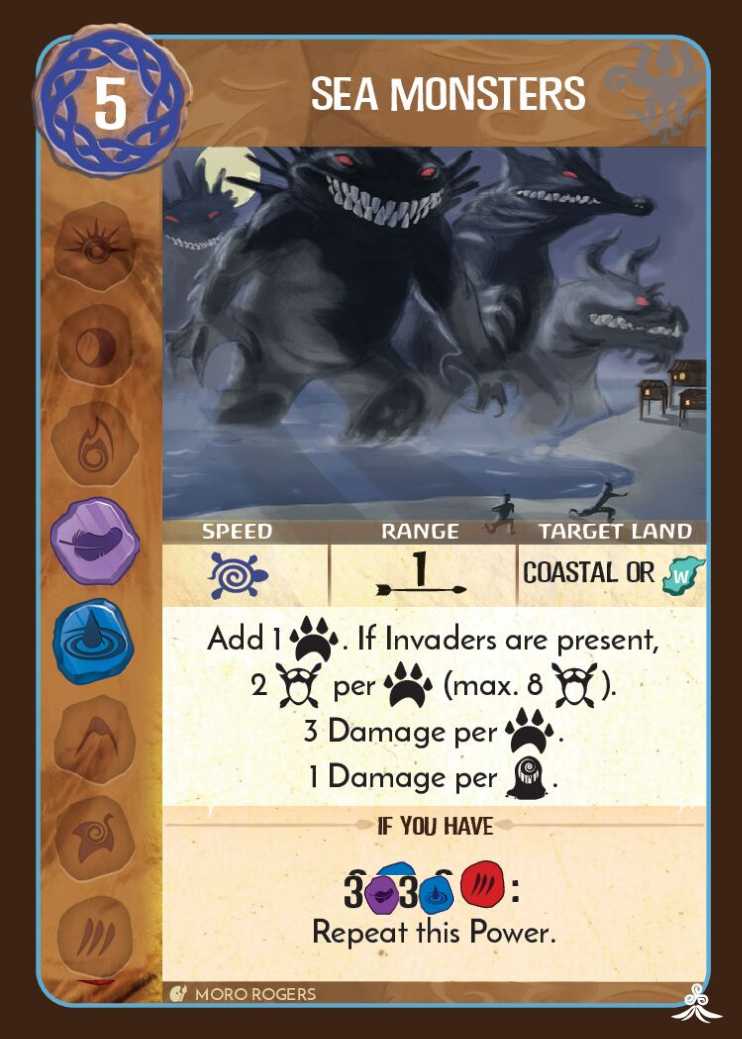 5
SEA MONSTERS
SPEED RANGE TARGET LAND
1 COASTAL OR W
Add 1 . If Invaders are present,
2 per (max. 8 ).
3 Damage per .
1 Damage per .
IF YOU HAVE
3 3 :
Repeat this Power.
MORO ROGERS